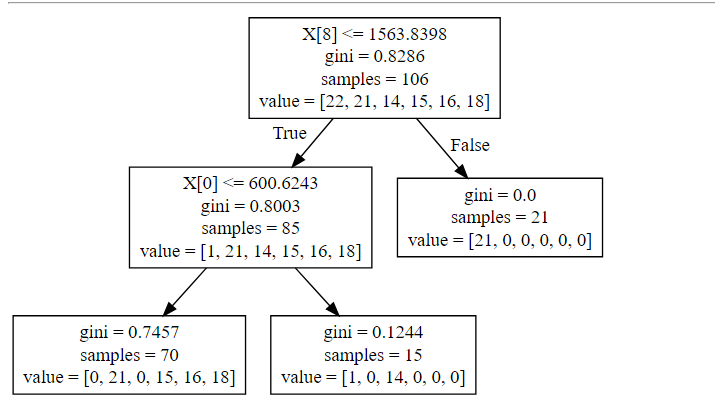 X[8] <= 1563.8398
gini = 0.8286
samples = 106
value = [22, 21, 14, 15, 16, 18]
True
False
X[0] <= 600.6243
gini = 0.8003
samples = 85
value = [1, 21, 14, 15, 16, 18]
gini = 0.0
samples = 21
value = [21, 0, 0, 0, 0, 0]
gini = 0.7457
samples = 70
value = [0, 21, 0, 15, 16, 18]
gini = 0.1244
samples = 15
value = [1, 0, 14, 0, 0, 0]